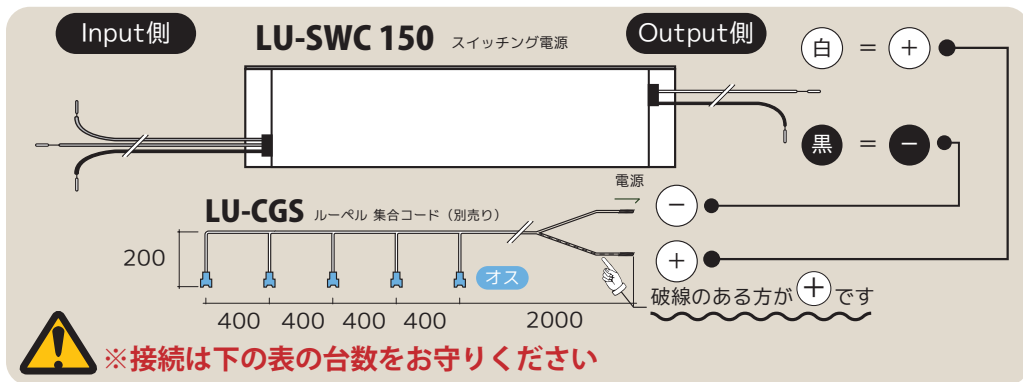 Input側
LU-SWC 150 スイッチング電源
Output側
白 = +
黒 = −
電源
LU-CGS ルーペル 集合コード（別売り）
−
200
オス
+
破線のある方が+です
400 400 400 400 2000
※接続は下の表の台数をお守りください